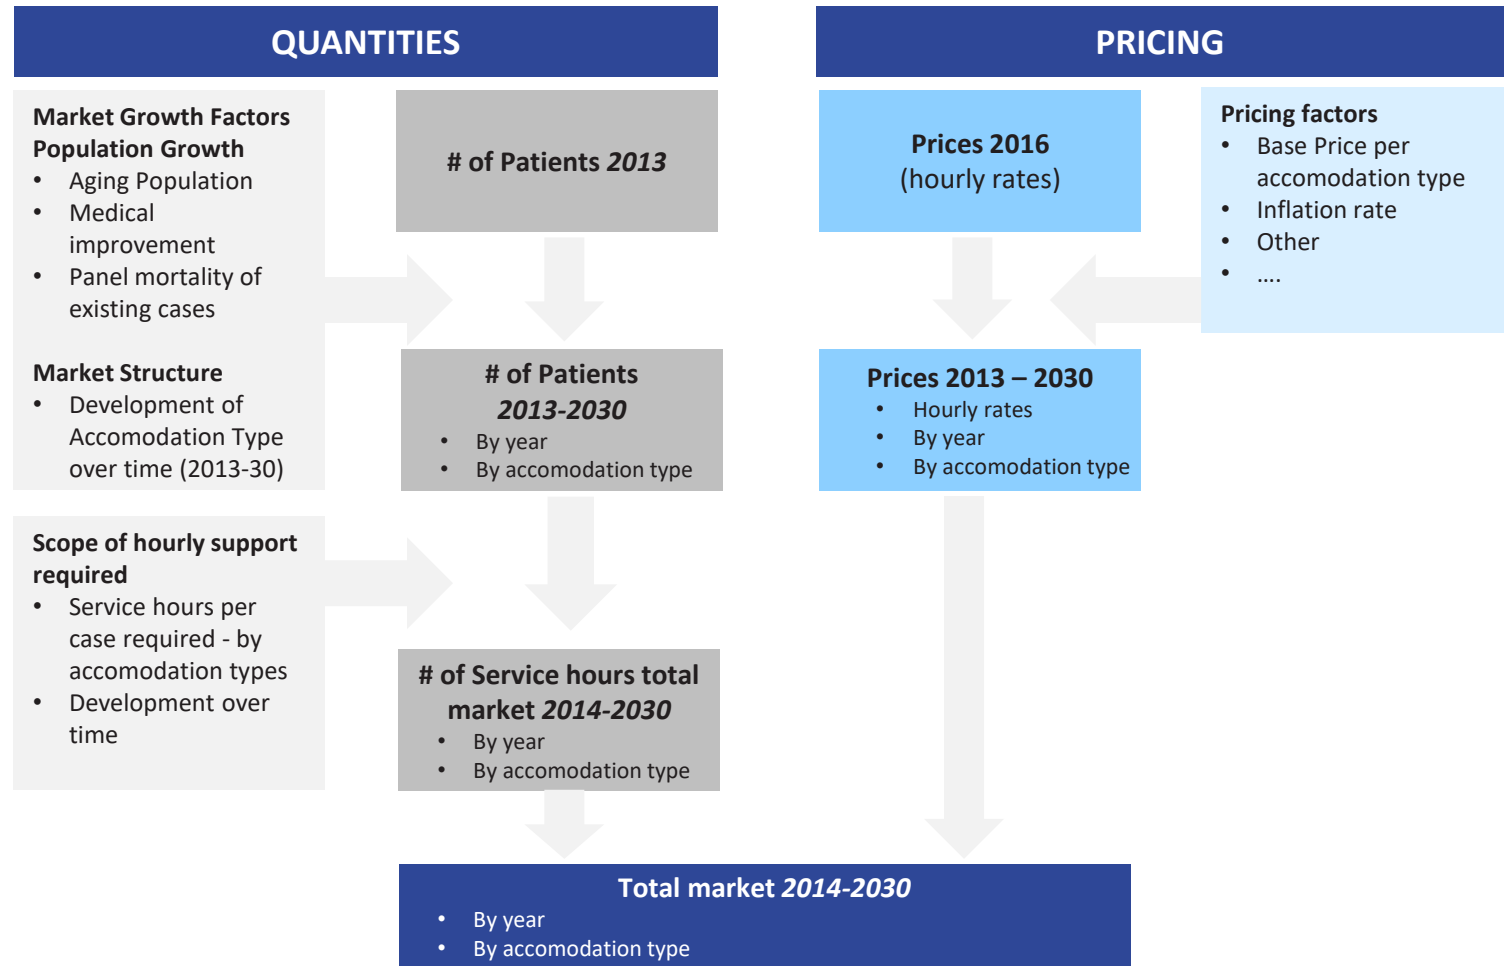 QUANTITIES
Market Growth Factors
Population Growth
• Aging Population
• Medical
improvement
• Panel mortality of
existing cases
Market Structure
• Development of
Accomodation Type
over time (2013-30)
Scope of hourly support
required
• Service hours per
case required - by
accomodation types
• Development over
time
# of Patients 2013
# of Patients
2013-2030
• By year
• By accomodation type
# of Service hours total
market 2014-2030
• By year
• By accomodation type
PRICING
Prices 2016
(hourly rates)
Pricing factors
• Base Price per
accomodation type
• Inflation rate
• Other
• ....
Prices 2013 – 2030
• Hourly rates
• By year
• By accomodation type
Total market 2014-2030
• By year
• By accomodation type